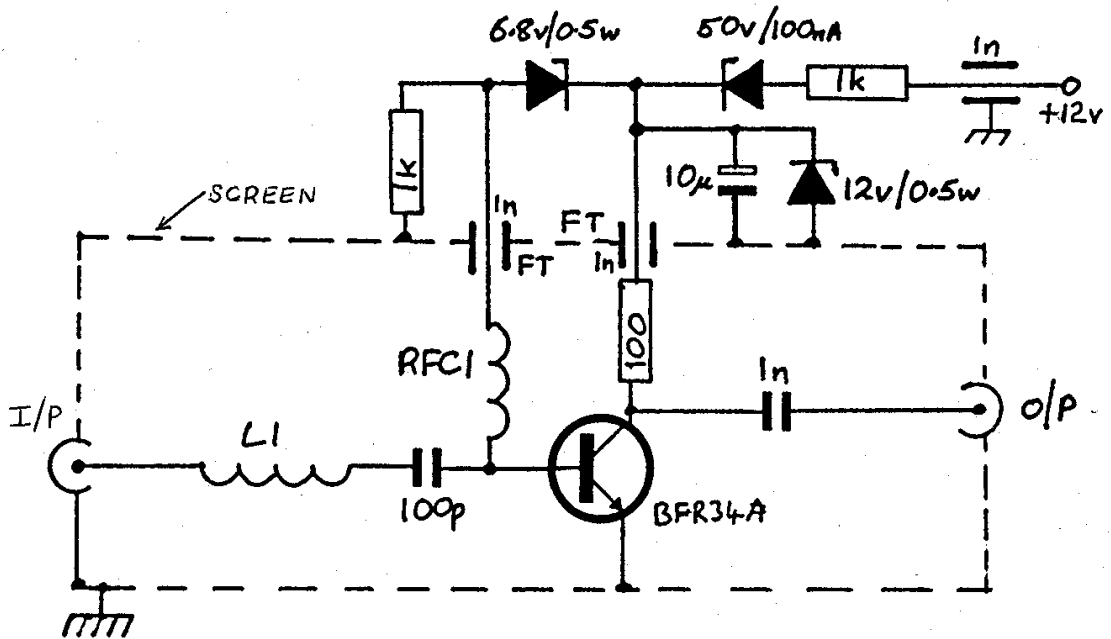 6.8v/0.5w
50v/100mA
1n
1k
+12v
1k
SCREEN
10μ
12v/0.5w
1n
FT
FT
1n
100
RFC1
1n
I/P
L1
O/P
100p
BFR34A